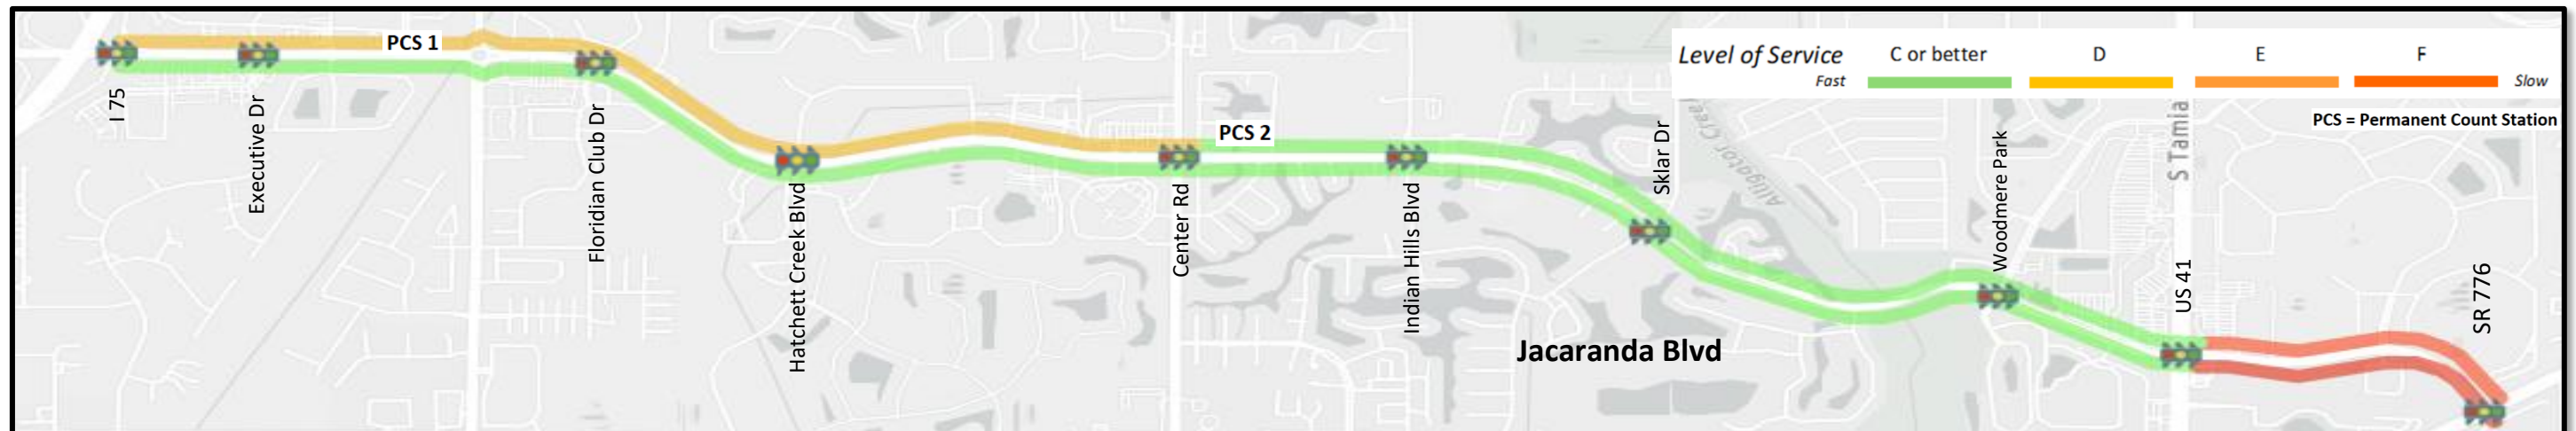 PCS 1
Level of Service
C or better
D
E
F
Fast
Slow
PCS = Permanent Count Station
I 75
Executive Dr
Floridian Club Dr
Hatchett Creek Blvd
PCS 2
Center Rd
Indian Hills Blvd
Sklar Dr
Alligator Cree
Woodmere Park
S Tamia
US 41
SR 776
Jacaranda Blvd